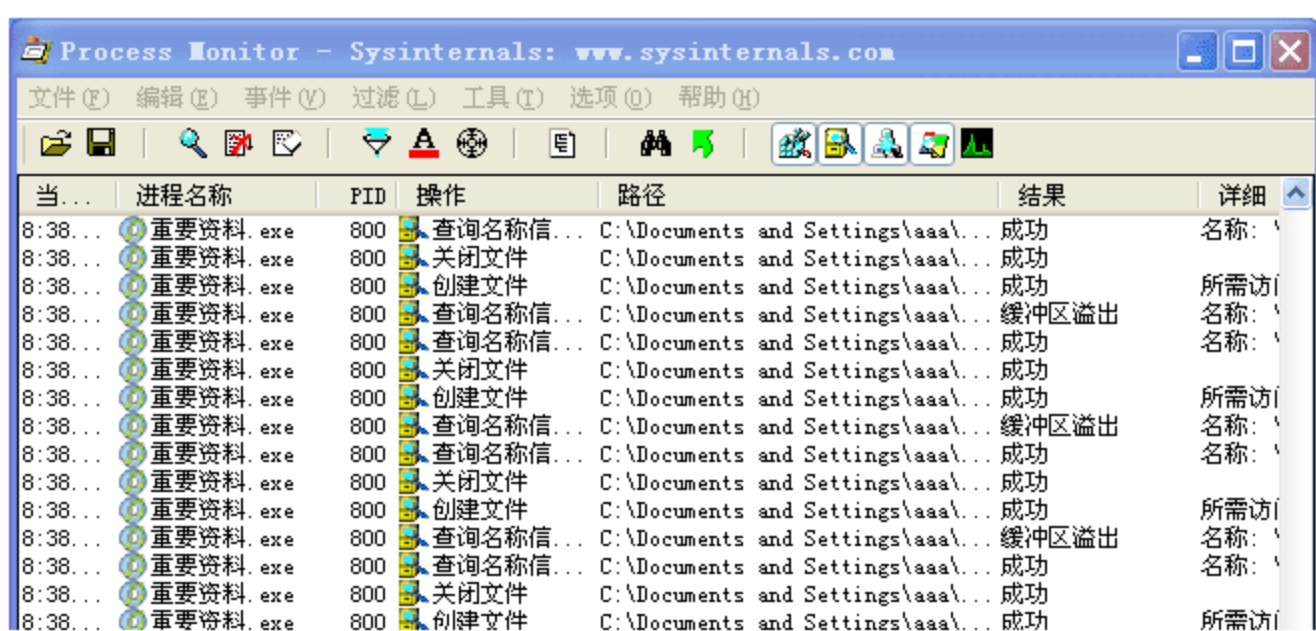 Process Monitor - Sysinternals: www.sysinternals.com
文件(F) 编辑(E) 事件(V) 过滤(L) 工具(T) 选项(O) 帮助(H)
当... 进程名称 PID 操作 路径 结果 详细
8:38... 重要资料.exe 800 查询名称信... C:\Documents and Settings\aaa\... 成功 名称: \
8:38... 重要资料.exe 800 关闭文件 C:\Documents and Settings\aaa\... 成功
8:38... 重要资料.exe 800 创建文件 C:\Documents and Settings\aaa\... 成功 所需访
8:38... 重要资料.exe 800 查询名称信... C:\Documents and Settings\aaa\... 缓冲区溢出 名称: \
8:38... 重要资料.exe 800 查询名称信... C:\Documents and Settings\aaa\... 成功 名称: \
8:38... 重要资料.exe 800 关闭文件 C:\Documents and Settings\aaa\... 成功
8:38... 重要资料.exe 800 创建文件 C:\Documents and Settings\aaa\... 成功 所需访
8:38... 重要资料.exe 800 查询名称信... C:\Documents and Settings\aaa\... 缓冲区溢出 名称: \
8:38... 重要资料.exe 800 查询名称信... C:\Documents and Settings\aaa\... 成功 名称: \
8:38... 重要资料.exe 800 关闭文件 C:\Documents and Settings\aaa\... 成功
8:38... 重要资料.exe 800 创建文件 C:\Documents and Settings\aaa\... 成功 所需访
8:38... 重要资料.exe 800 查询名称信... C:\Documents and Settings\aaa\... 缓冲区溢出 名称: \
8:38... 重要资料.exe 800 查询名称信... C:\Documents and Settings\aaa\... 成功 名称: \
8:38... 重要资料.exe 800 关闭文件 C:\Documents and Settings\aaa\... 成功
8:38... 重要资料.exe 800 创建文件 C:\Documents and Settings\aaa\... 成功 所需访